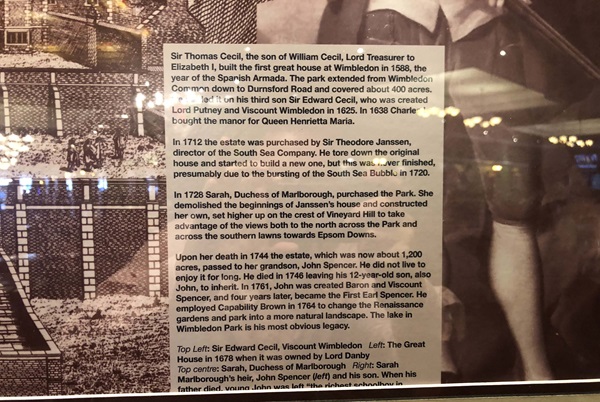 Sir Thomas Cecil, the son of William Cecil, Lord Treasurer to
Elizabeth I, built the first great house at Wimbledon in 1588, the
year of the Spanish Armada. The park extended from Wimbledon
Common down to Durnsford Road and covered about 400 acres.
it on his third son Sir Edward Cecil, who was created
Lord Putney and Viscount Wimbledon in 1625. In 1638 Charle
bought the manor for Queen Henrietta Maria.
In 1712 the estate was purchased by Sir Theodore Janssen,
director of the South Sea Company. He tore down the original
house and started to build a new one, but this was never finished,
presumably due to the bursting of the South Sea Bubble in 1720.
In 1728 Sarah, Duchess of Marlborough, purchased the Park. She
demolished the beginnings of Janssen's house and constructed
her own, set higher up on the crest of Vineyard Hill to take
advantage of the views both to the north across the Park and
across the southern lawns towards Epsom Downs.
Upon her death in 1744 the estate, which was now about 1,200
acres, passed to her grandson, John Spencer. He did not live to
enjoy it for long. He died in 1746 leaving his 12-year-old son, also
John, to inherit. In 1761, John was created Baron and Viscount
Spencer, and four years later, became the First Earl Spencer. He
employed Capability Brown in 1764 to change the Renaissance
gardens and park into a more natural landscape. The lake in
Wimbledon Park is his most obvious legacy.
Top Left: Sir Edward Cecil, Viscount Wimbledon Left: The Great
House in 1678 when it was owned by Lord Danby
Top centre: Sarah, Duchess of Marlborough Right: Sarah
Marlborough's heir, John Spencer (left) and his son. When his
father died, young John was left "the richest schoolboy in